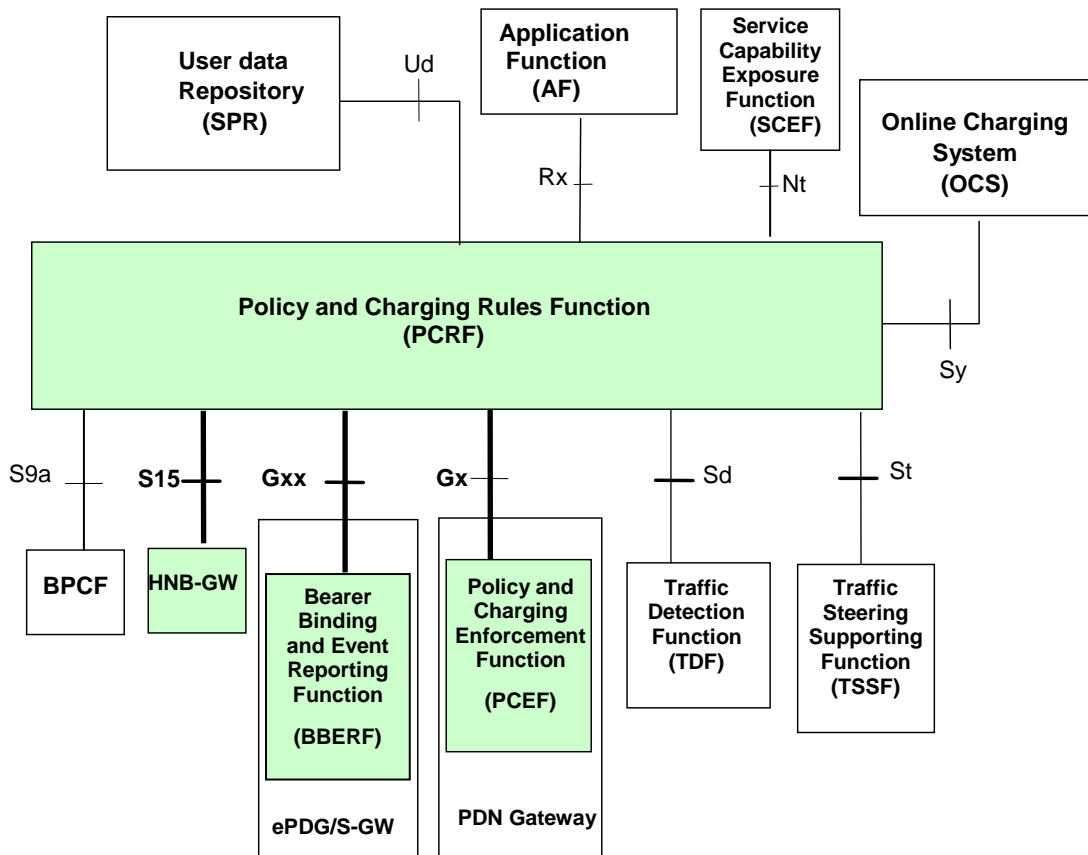 User data
Repository
(SPR)
Ud
Application
Function
(AF)
Rx
Service
Capability
Exposure
Function
(SCEF)
Nt
Online Charging
System
(OCS)
Sy
Policy and Charging Rules Function
(PCRF)
S9a
S15
Gxx
Gx
Sd
St
BPCF
HNB-GW
Bearer
Binding
and Event
Reporting
Function
(BBERF)
ePDG/S-GW
Policy and
Charging
Enforcement
Function
(PCEF)
PDN Gateway
Traffic
Detection
Function
(TDF)
Traffic
Steering
Supporting
Function
(TSSF)